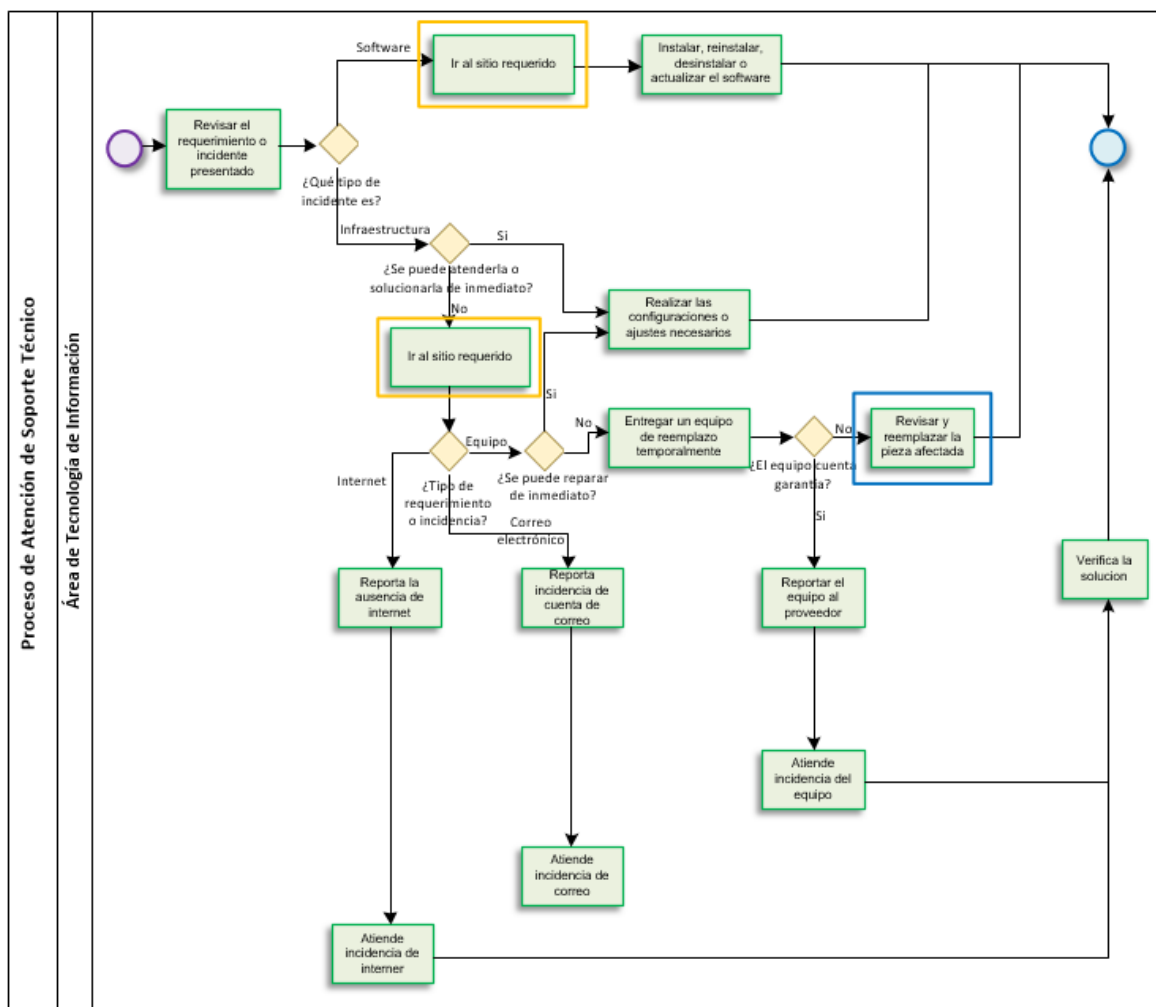 Proceso de Atención de Soporte Técnico
Área de Tecnología de Información
Software
Ir al sitio requerido
Instalar, reinstalar,
desinstalar o
actualizar el software
Revisar el
requerimiento o
incidente
presentado
¿Qué tipo de
incidente es?
Infraestructura
Si
¿Se puede atenderla o
solucionarla de inmediato?
No
Realizar las
configuraciones o
ajustes necesarios
Ir al sitio requerido
Si
Entregar un equipo
de reemplazo
temporalmente
No
Revisar y
reemplazar la
pieza afectada
No
Equipo
¿El equipo cuenta
garantía?
Internet
¿Tipo de
requerimiento
o incidencia?
¿Se puede reparar
de inmediato?
Si
Correo
electrónico
Verifica la
solucion
Reporta la
ausencia de
internet
Reporta
incidencia de
cuenta de
correo
Reportar el
equipo al
proveedor
Atiende
incidencia del
equipo
Atiende
incidencia de
correo
Atiende
incidencia de
interner